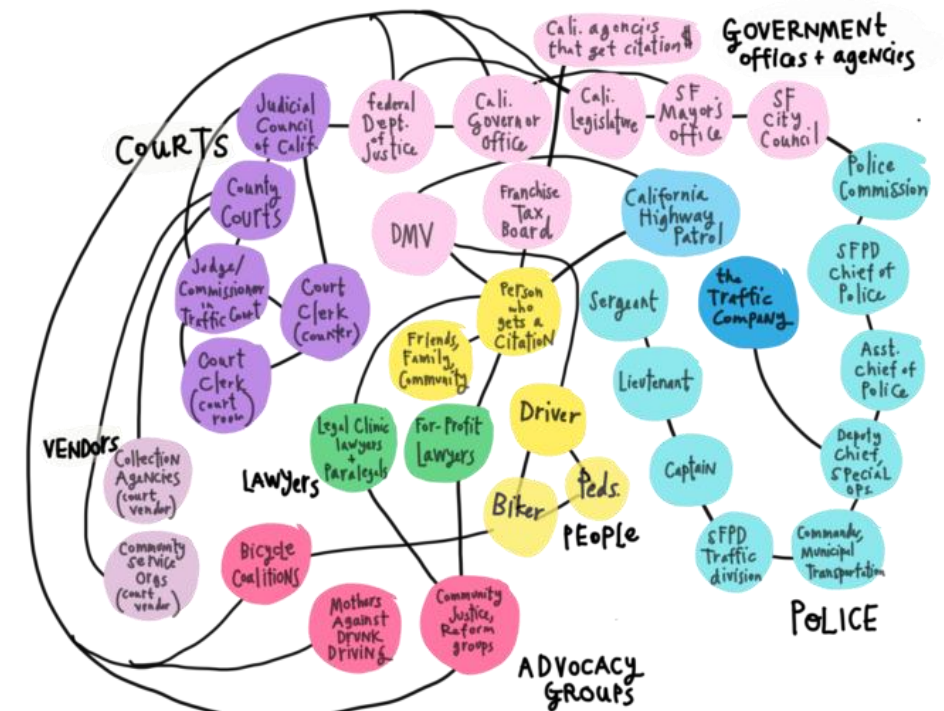 Cali. agencies
that get citation $
GOVERNMENT
offices + agencies
COURTS
Judicial
Council
of Calif.
federal
Dept.
of
Justice
Cali.
Governor
Office
Cali.
Legislature
SF
Mayor's
office
SF
City
Council
Police
Commission
County
Courts
DMV
Franchise
Tax
Board
California
Highway
Patrol
SFPD
Chief of
Police
Judge/
Commissioner
in
Traffic Court
Court
Clerk
(counter)
Person
who
gets a
Citation
Sergeant
the
Traffic
Company
Friends,
Family,
Community
Court
Clerk
(court
room)
Lieutenant
Asst.
chief of
Police
VENDORS
Collection
Agencies
(court
vendor)
LAWyers
Legal Clinic
lawyers
+
Paralegals
For-Profit
Lawyers
Driver
Captain
Deputy
Chief,
Special
ops.
Biker
Peds.
PEOPLE
Community
Service
Orgs
(court
vendor)
Bicycle
Coalitions
SFPD
Traffic
division
Commander,
Municipal
Transportation
Mothers
Against
Drunk
Driving
Community
Justice,
Reform
groups
POLICE
ADVOCACY
GROUPS